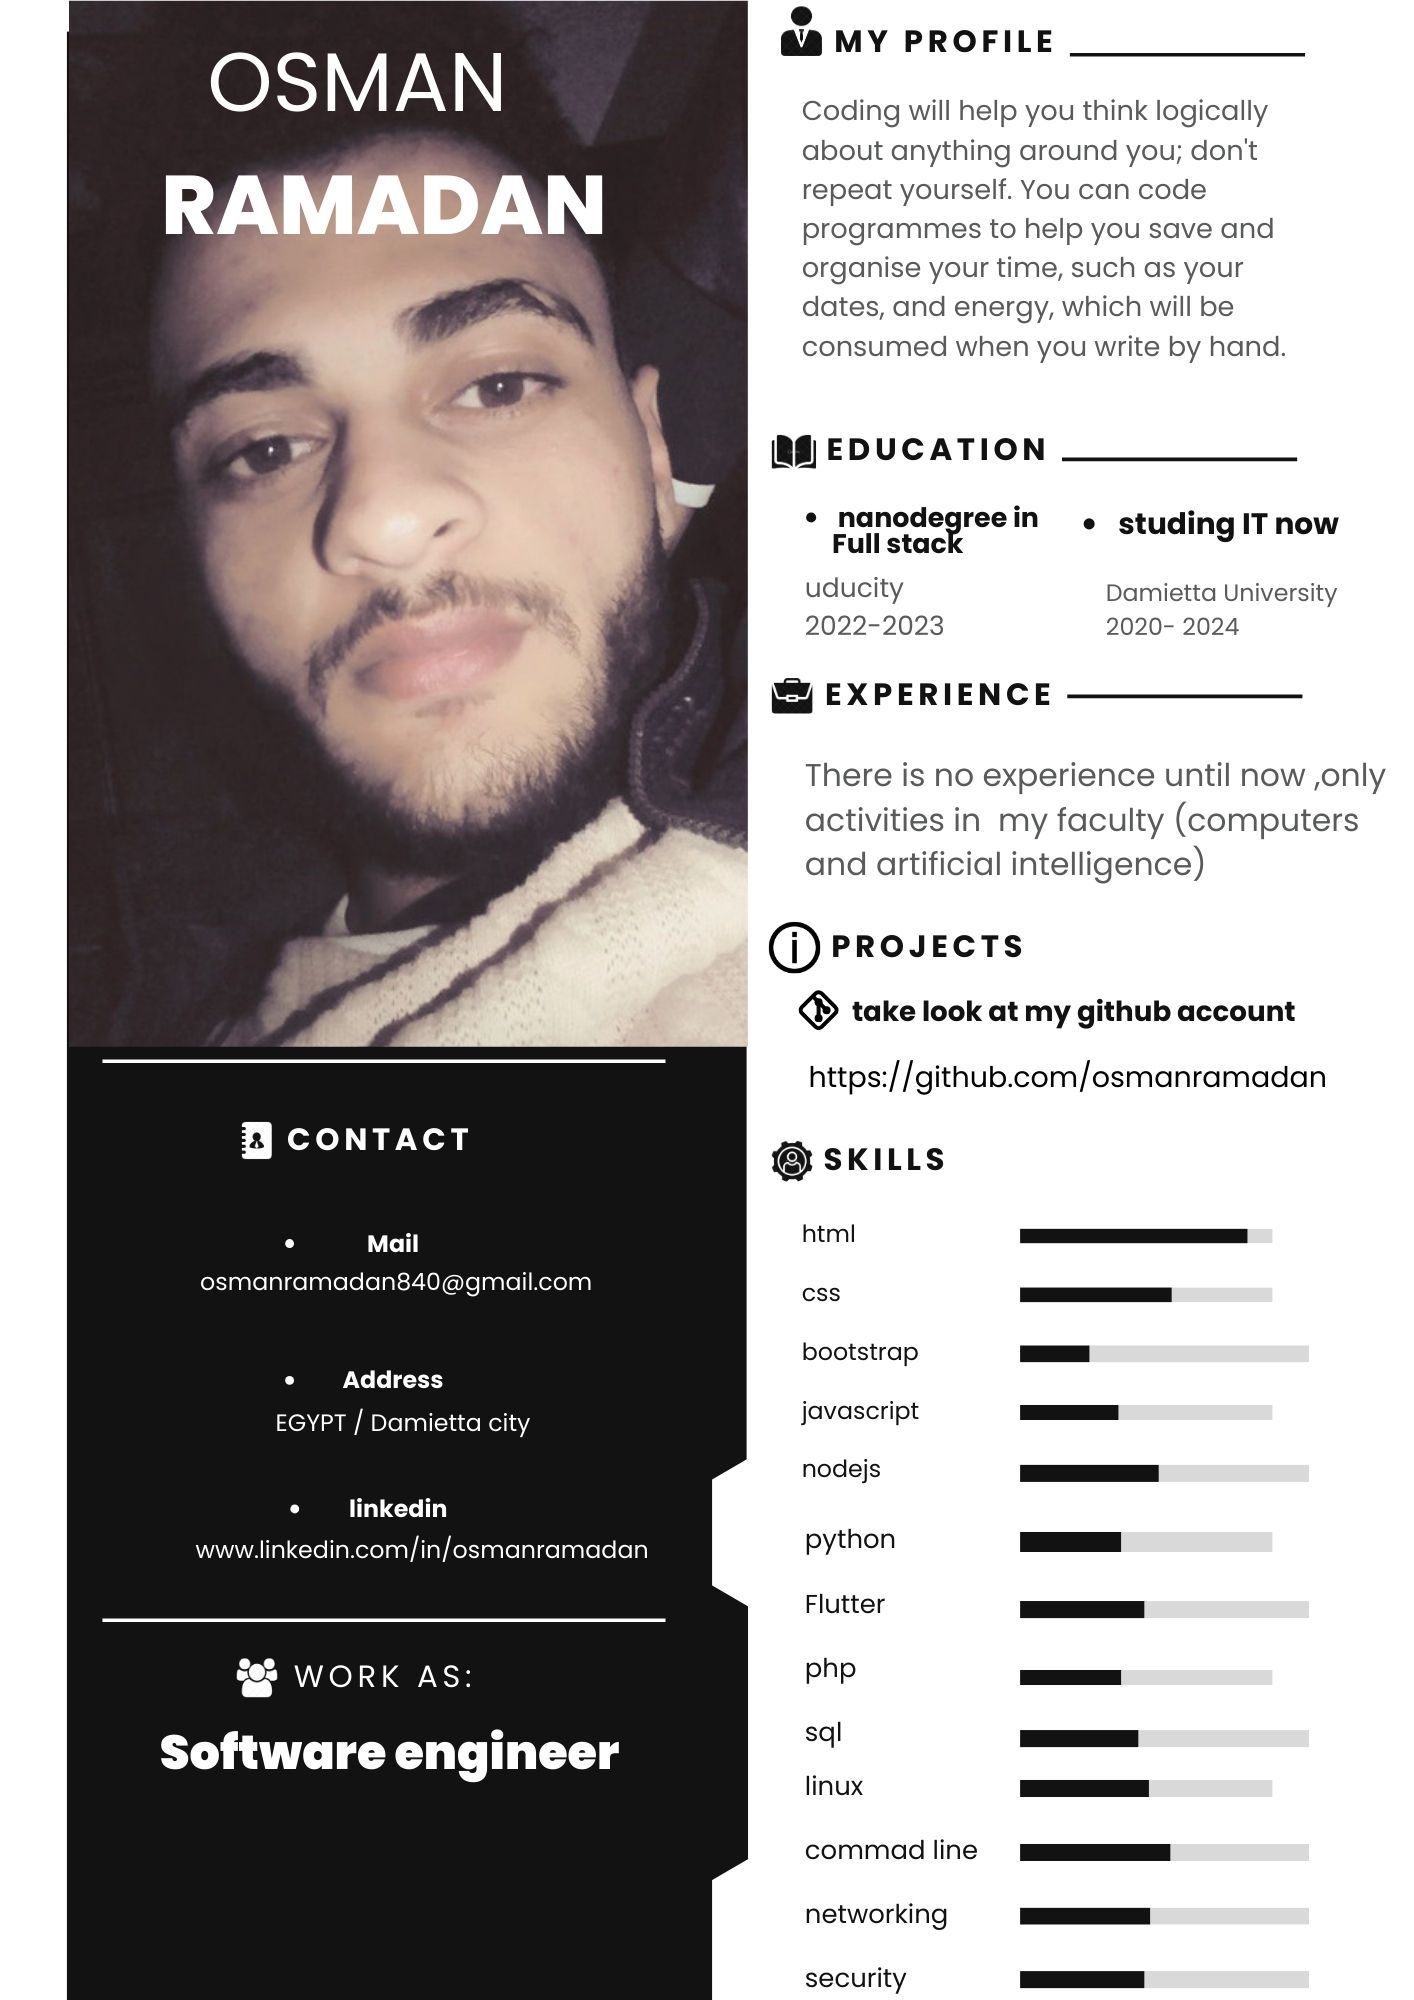 OSMAN
RAMADAN
CONTACT
Mail
osmanramadan840@gmail.com
Address
EGYPT / Damietta city
linkedin
www.linkedin.com/in/osmanramadan
WORK AS:
Software engineer
MY PROFILE
Coding will help you think logically
about anything around you; don't
repeat yourself. You can code
programmes to help you save and
organise your time, such as your
dates, and energy, which will be
consumed when you write by hand.
EDUCATION
• nanodegree in
Full stack
uducity
2022-2023
• studing IT now
Damietta University
2020- 2024
EXPERIENCE
There is no experience until now ,only
activities in my faculty (computers
and artificial intelligence)
PROJECTS
take look at my github account
https://github.com/osmanramadan
SKILLS
html
css
bootstrap
javascript
nodejs
python
Flutter
php
sql
linux
commad line
networking
security